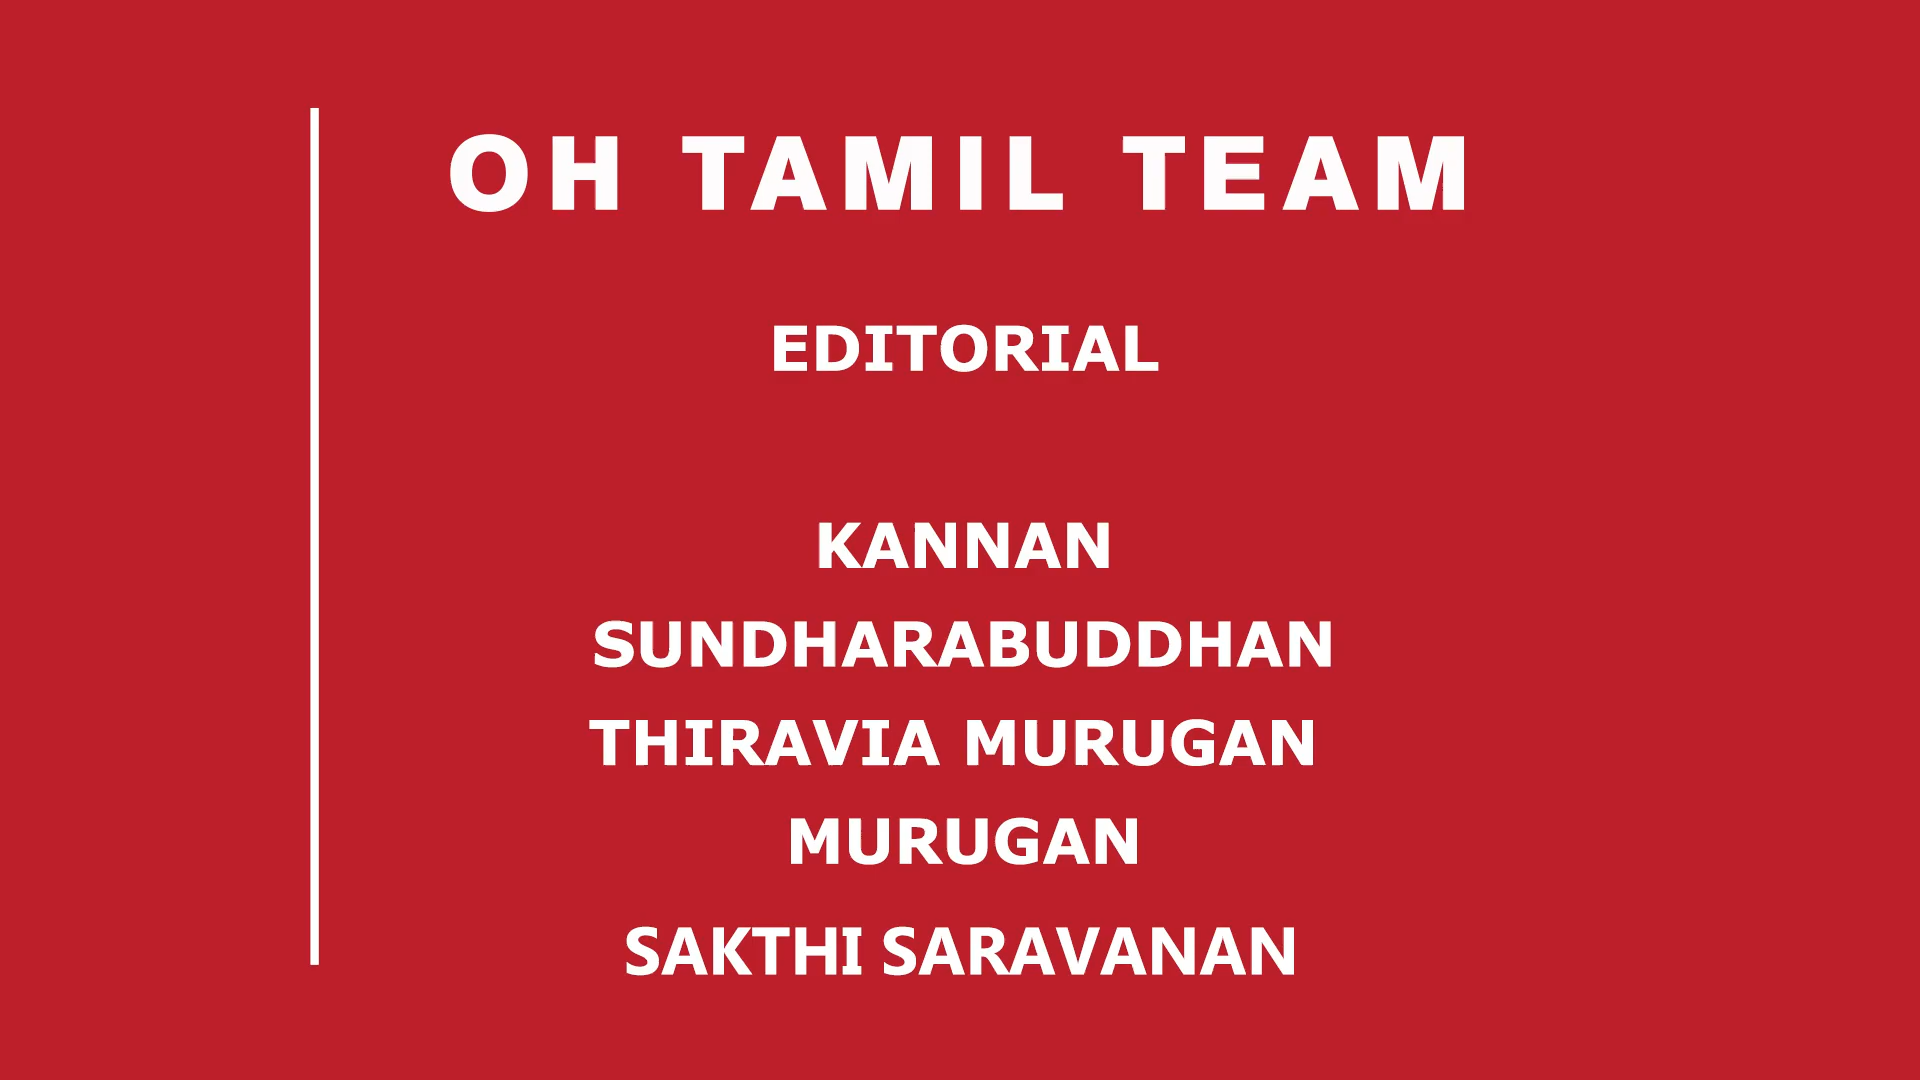 OH TAMIL TEAM
EDITORIAL
KANNAN
SUNDHARABUDDHAN
THIRAVIA MURUGAN
MURUGAN
SAKTHI SARAVANAN